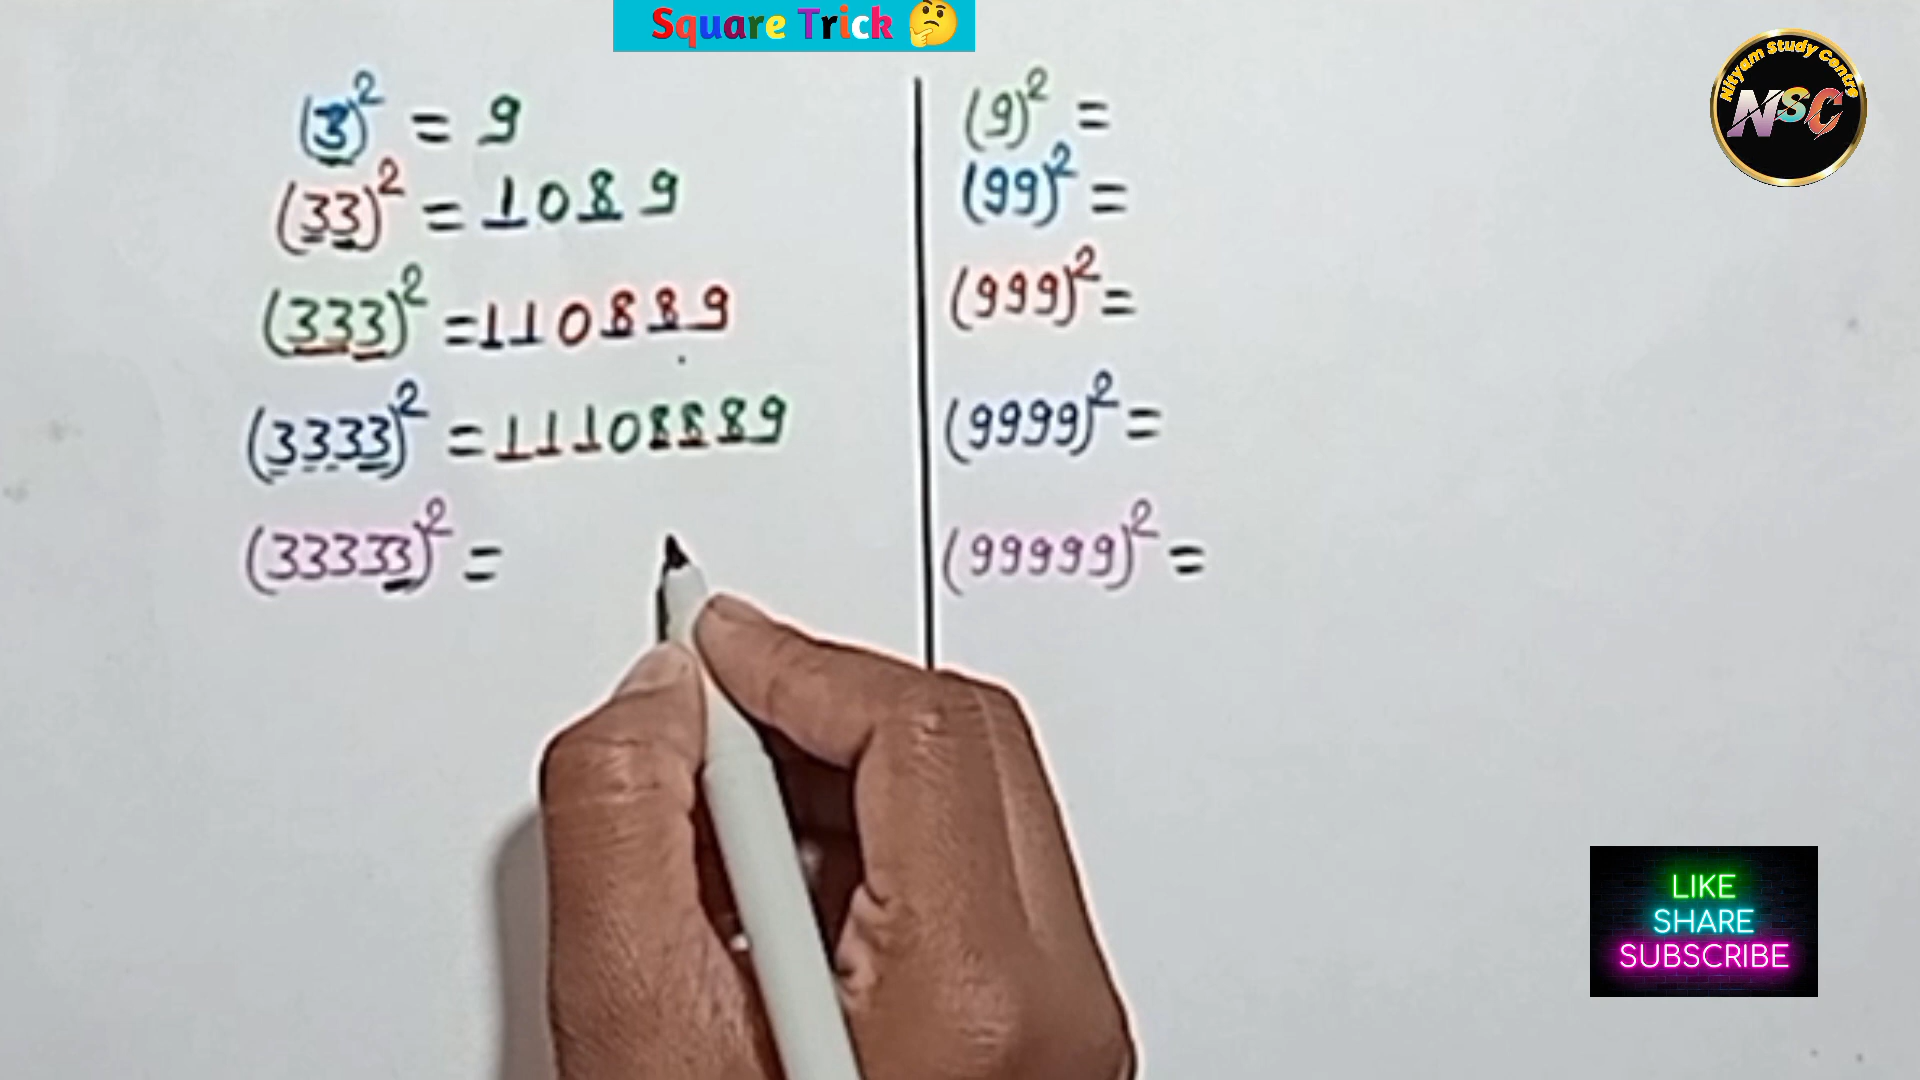 Square Trick 🤔
Nityam Study Centre
NSC
(3)² = 9
(33)² = 1089
(333)² = 110889
(3333)² = 11108889
(33333)² =
(9)² =
(99)² =
(999)² =
(9999)² =
(99999)² =
LIKE
SHARE
SUBSCRIBE